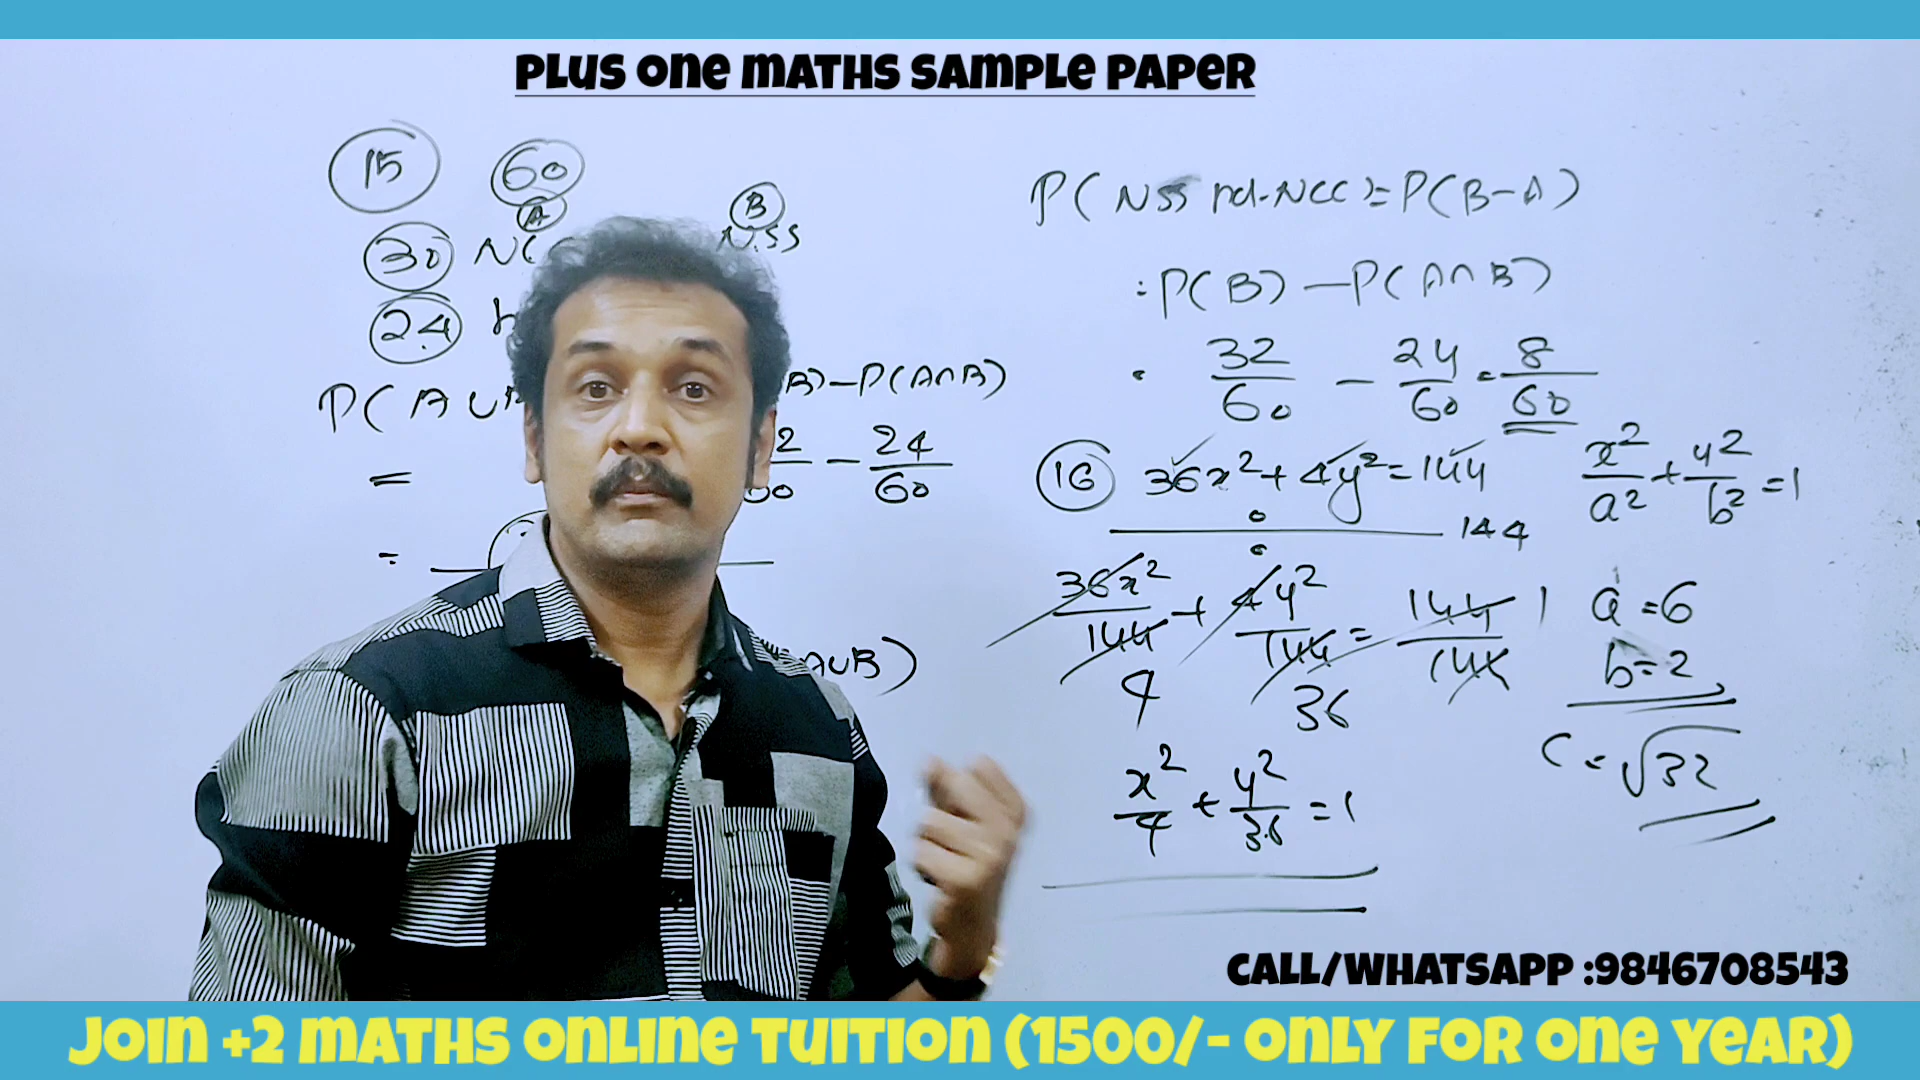 PLUS ONE MATHS SAMPLE PAPER
15 60
A B
30 NSS
24
P(A U B) - P(A∩B)
= - 24/60
=
A∪B)
P(NSS not NCC) = P(B-A)
= P(B) - P(A∩B)
= 32/60 - 24/60 = 8/60
16 36x² + 4y² = 144 x²/a² + y²/b² = 1
÷ 144
36x²/144 + 4y²/144 = 144/144 1
4 36
a = 6
b = 2
c = √32
x²/4 + y²/36 = 1
CALL/WHATSAPP :9846708543
JOIN +2 MATHS ONLINE TUITION (1500/- ONLY FOR ONE YEAR)